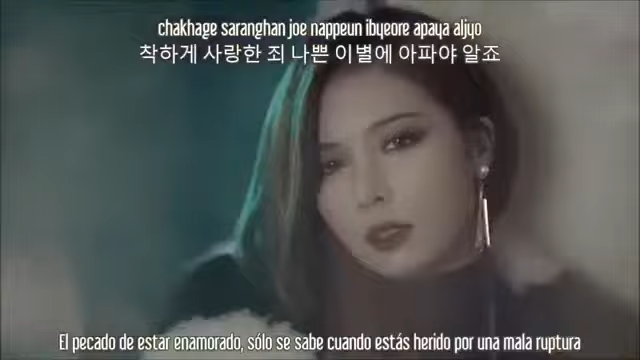 chakhage saranghan joe nappeun ibyeore apaya aljyo
착하게 사랑한 죄 나쁜 이별에 아파야 알죠
El pecado de estar enamorado, sólo se sabe cuando estás herido por una mala ruptura